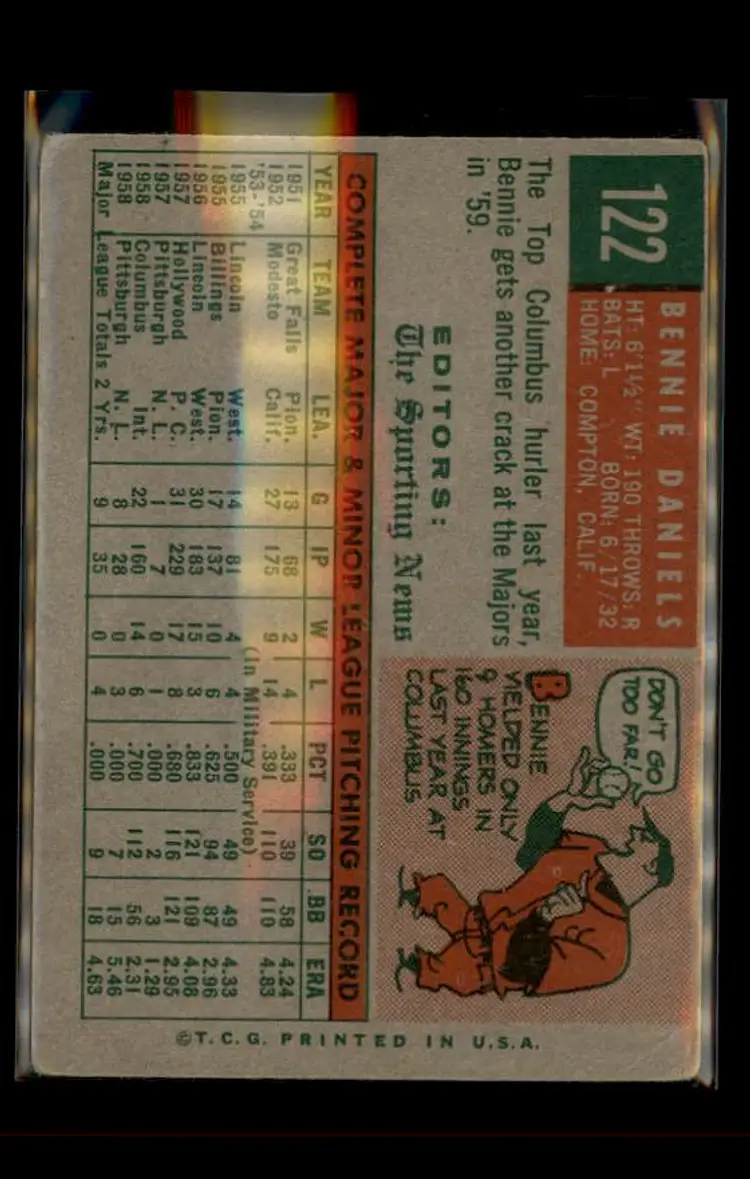 122
BENNIE DANIELS
HT: 6'1½" WT: 190 THROWS: R
BATS: L BORN: 6/17/32
HOME: COMPTON, CALIF.
The Top Columbus hurler last year,
Bennie gets another crack at the Majors
in '59.
EDITORS:
The Sporting News
DON'T GO
TOO FAR!
BENNIE
YIELDED ONLY
9 HOMERS IN
160 INNINGS
LAST YEAR AT
COLUMBUS
COMPLETE MAJOR & MINOR LEAGUE PITCHING RECORD
YEAR TEAM LEA. G IP W L PCT SO BB ERA
1951 Great Falls Pion. 13 68 2 4 .333 39 58 4.24
1952 Modesto Calif. 27 175 9 14 .391 110 110 4.83
'53-'54 (In Military Service)
1955 Lincoln West. 14 81 4 4 .500 49 49 4.33
1955 Billings Pion. 17 137 10 6 .625 94 87 2.96
1956 Lincoln West. 30 183 15 3 .833 121 109 4.08
1957 Hollywood P. C. 31 229 17 8 .680 116 121 2.95
1957 Pittsburgh N. L. 1 7 0 1 .000 2 3 1.29
1958 Columbus Int. 22 160 14 6 .700 112 56 2.31
1958 Pittsburgh N. L. 8 28 0 3 .000 7 15 5.46
Major League Totals 2 Yrs. 9 35 0 4 .000 9 18 4.63
©T.C.G. PRINTED IN U.S.A.